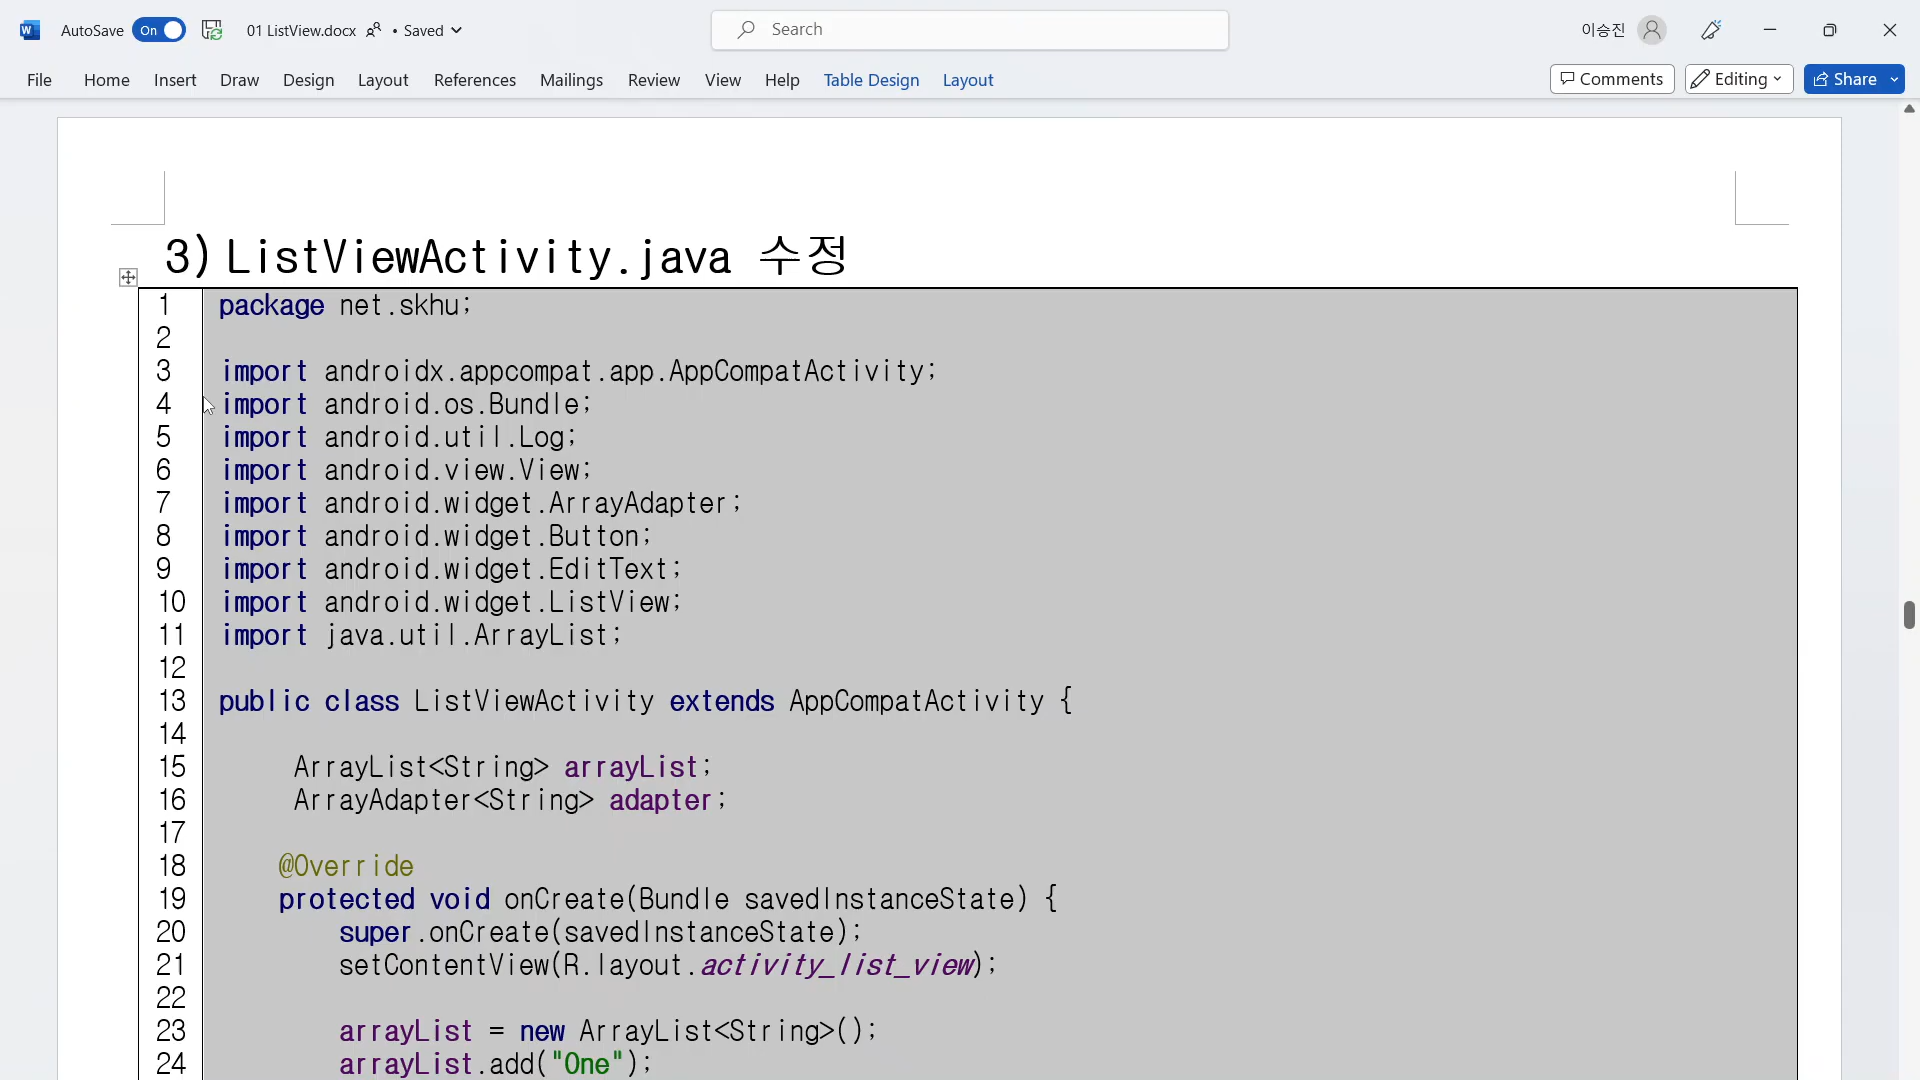 AutoSave On 01 ListView.docx • Saved Search 이승진
File Home Insert Draw Design Layout References Mailings Review View Help Table Design Layout Comments Editing Share
3) ListViewActivity.java 수정
1 package net.skhu;
2
3 import androidx.appcompat.app.AppCompatActivity;
4 import android.os.Bundle;
5 import android.util.Log;
6 import android.view.View;
7 import android.widget.ArrayAdapter;
8 import android.widget.Button;
9 import android.widget.EditText;
10 import android.widget.ListView;
11 import java.util.ArrayList;
12
13 public class ListViewActivity extends AppCompatActivity {
14
15 ArrayList<String> arrayList;
16 ArrayAdapter<String> adapter;
17
18 @Override
19 protected void onCreate(Bundle savedInstanceState) {
20 super.onCreate(savedInstanceState);
21 setContentView(R.layout.activity_list_view);
22
23 arrayList = new ArrayList<String>();
24 arrayList.add("One");